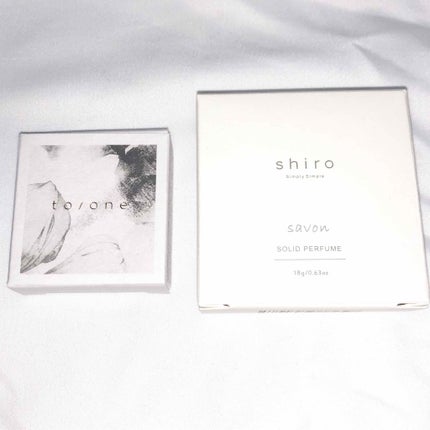 to/one
shiro
Simply Simple
savon
SOLID PERFUME
18g/0.63oz